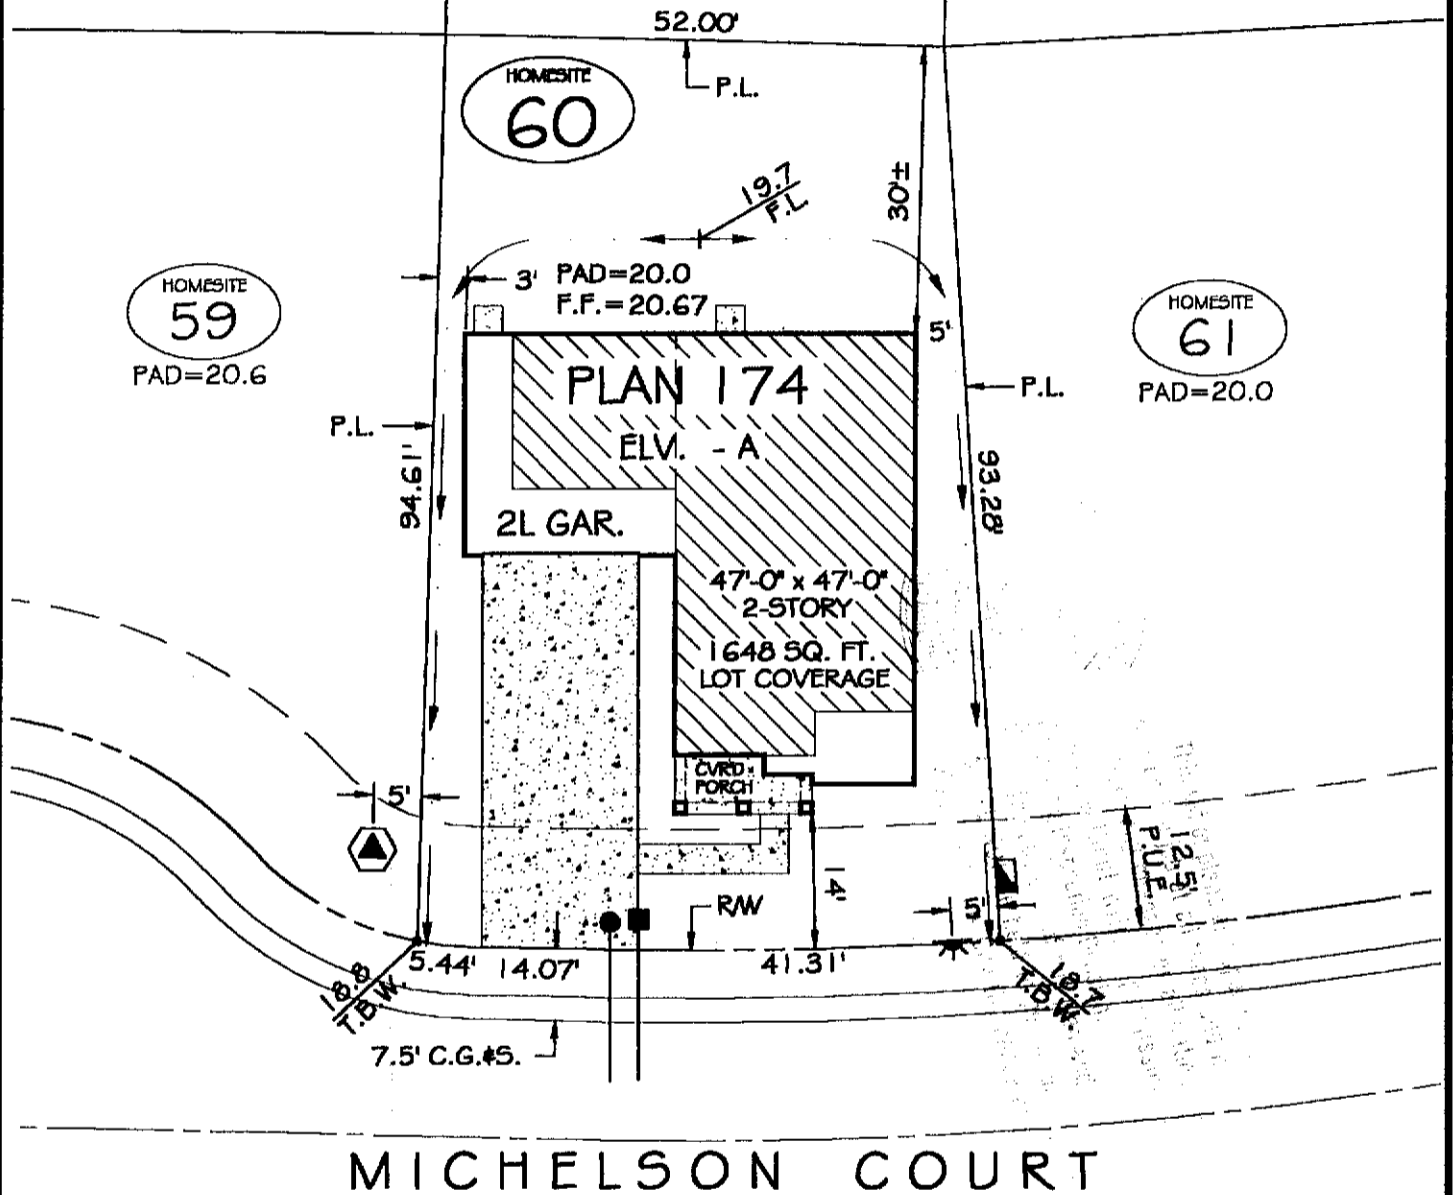 52.00'
P.L.
HOMESITE
60
19.7
F.L
30'±
3'
PAD=20.0
F.F.=20.67
5'
HOMESITE
59
PAD=20.6
HOMESITE
61
PAD=20.0
PLAN 174
ELV. - A
P.L.
P.L.
94.61'
93.28'
2L GAR.
47'-0" x 47'-0"
2-STORY
1648 SQ. FT.
LOT COVERAGE
CVRD
PORCH
5'
12.5'
P.U.E.
14'
R/W
5'
5.44'
14.07'
41.31'
18.8
T.B.W.
18.7
T.B.W.
7.5' C.G.&S.
MICHELSON COURT